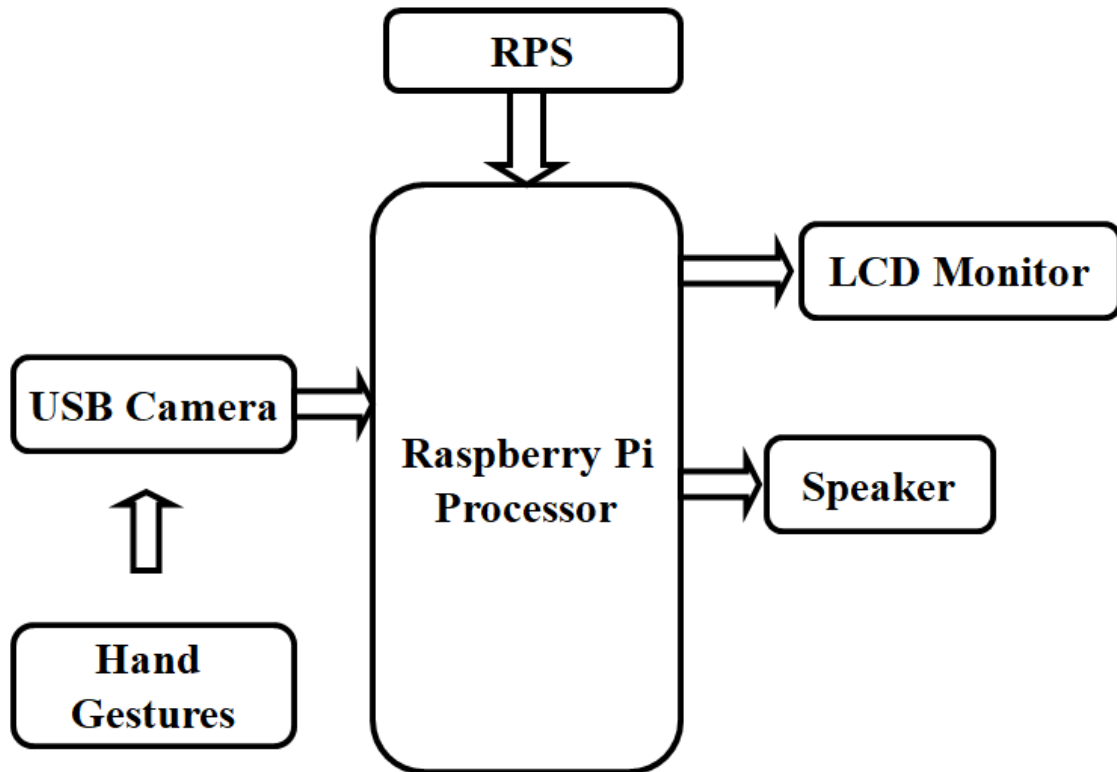 RPS
LCD Monitor
USB Camera
Raspberry Pi
Processor
Speaker
Hand
Gestures